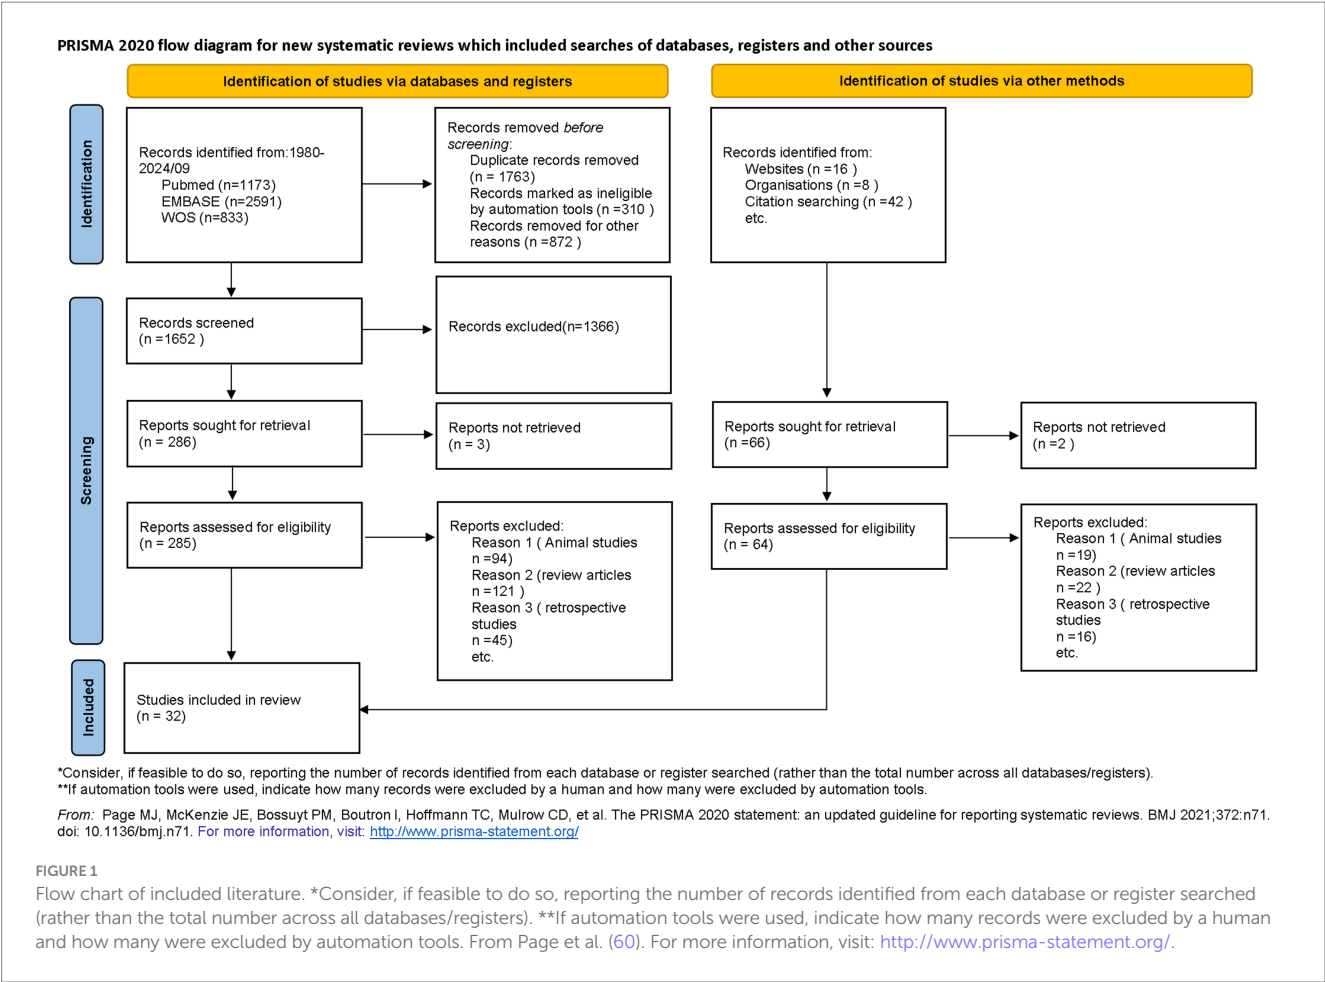 PRISMA 2020 flow diagram for new systematic reviews which included searches of databases, registers and other sources
Identification of studies via databases and registers
Identification of studies via other methods
Identification
Records identified from:1980-
2024/09
Pubmed (n=1173)
EMBASE (n=2591)
WOS (n=833)
Records removed before
screening:
Duplicate records removed
(n = 1763)
Records marked as ineligible
by automation tools (n =310 )
Records removed for other
reasons (n =872 )
Records identified from:
Websites (n =16 )
Organisations (n =8 )
Citation searching (n =42 )
etc.
Screening
Records screened
(n =1652 )
Records excluded(n=1366)
Reports sought for retrieval
(n = 286)
Reports not retrieved
(n = 3)
Reports sought for retrieval
(n =66)
Reports not retrieved
(n =2 )
Reports assessed for eligibility
(n = 285)
Reports excluded:
Reason 1 ( Animal studies
n =94)
Reason 2 (review articles
n =121 )
Reason 3 ( retrospective
studies
n =45)
etc.
Reports assessed for eligibility
(n = 64)
Reports excluded:
Reason 1 ( Animal studies
n =19)
Reason 2 (review articles
n =22 )
Reason 3 ( retrospective
studies
n =16)
etc.
Included
Studies included in review
(n = 32)
*Consider, if feasible to do so, reporting the number of records identified from each database or register searched (rather than the total number across all databases/registers).
**If automation tools were used, indicate how many records were excluded by a human and how many were excluded by automation tools.
From: Page MJ, McKenzie JE, Bossuyt PM, Boutron I, Hoffmann TC, Mulrow CD, et al. The PRISMA 2020 statement: an updated guideline for reporting systematic reviews. BMJ 2021;372:n71.
doi: 10.1136/bmj.n71. For more information, visit: http://www.prisma-statement.org/
FIGURE 1
Flow chart of included literature. *Consider, if feasible to do so, reporting the number of records identified from each database or register searched
(rather than the total number across all databases/registers). **If automation tools were used, indicate how many records were excluded by a human
and how many were excluded by automation tools. From Page et al. (60). For more information, visit: http://www.prisma-statement.org/.